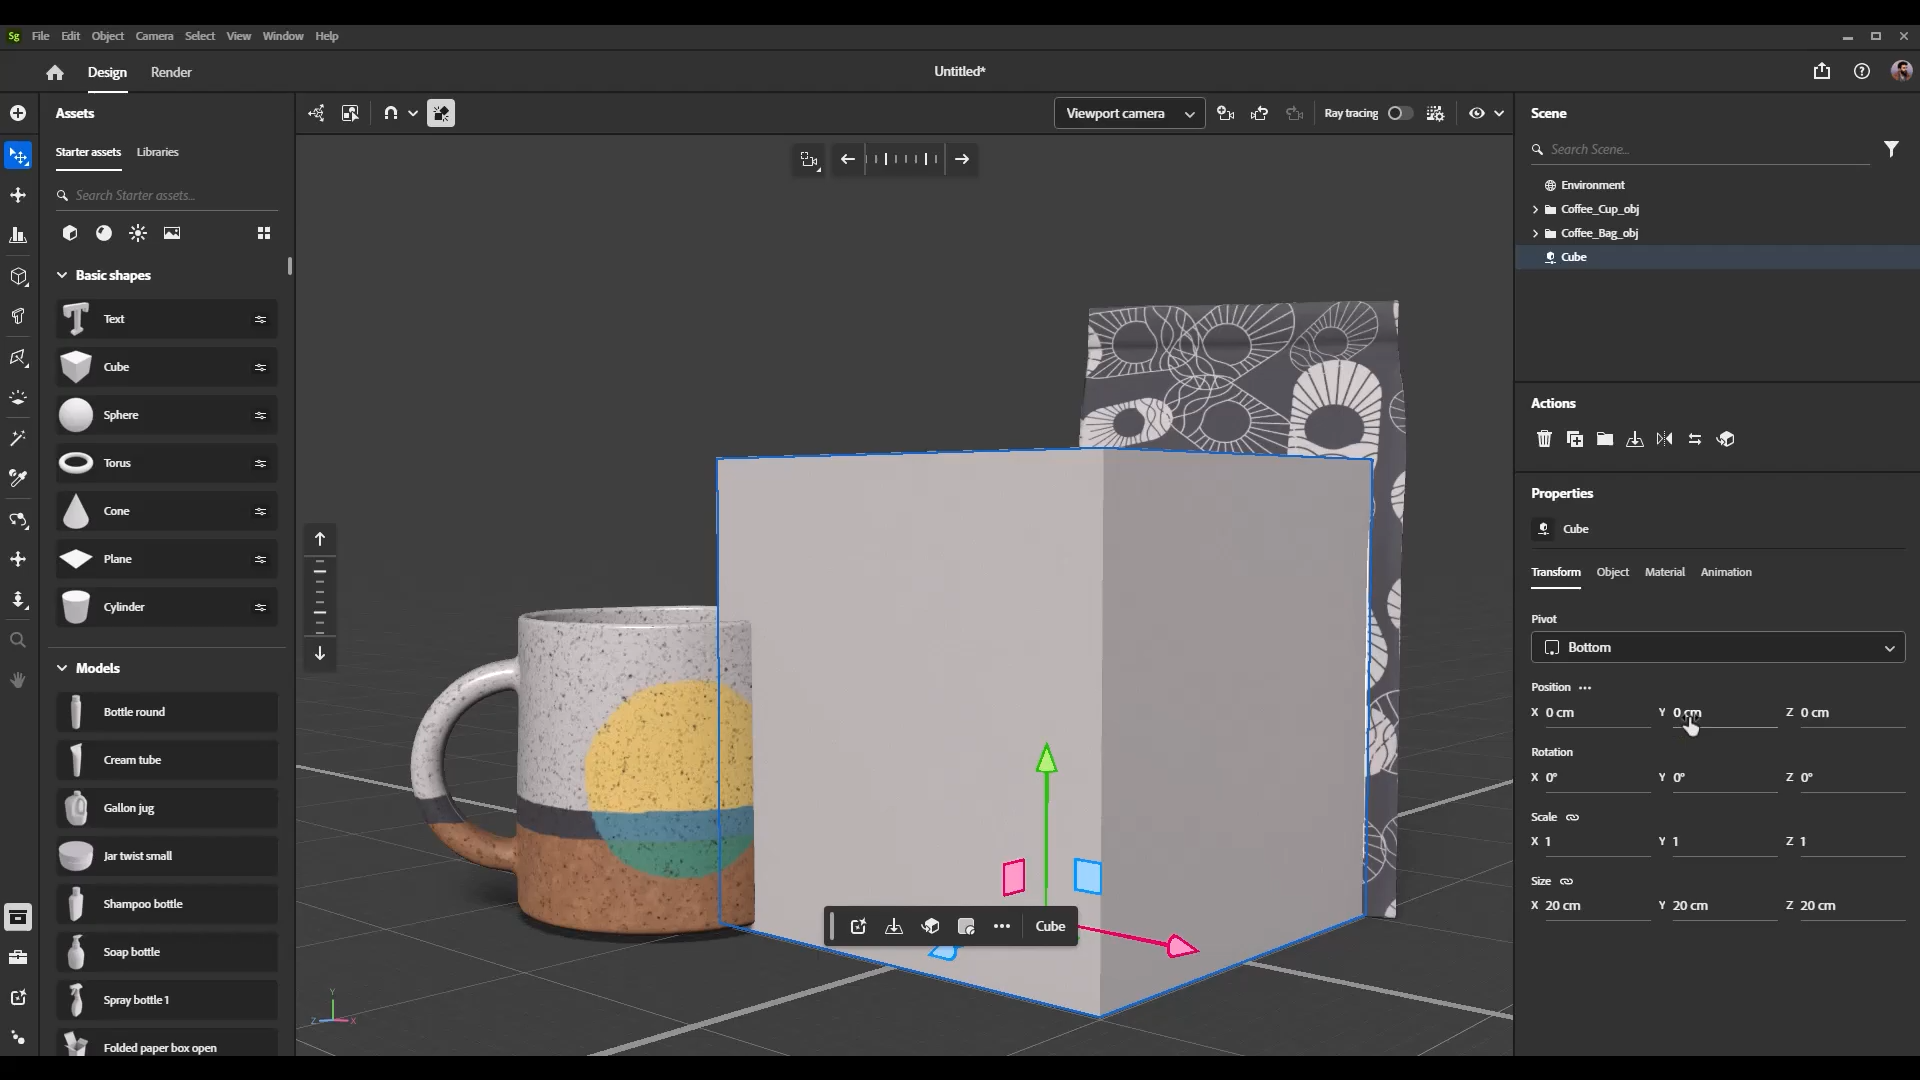 Sg File Edit Object Camera Select View Window Help
Design Render Untitled*
Assets
Starter assets Libraries
Search Starter assets...
Basic shapes
Text
Cube
Sphere
Torus
Cone
Plane
Cylinder
Models
Bottle round
Cream tube
Gallon jug
Jar twist small
Shampoo bottle
Soap bottle
Spray bottle 1
Folded paper box open
Viewport camera Ray tracing
Cube
Y
Z X
Scene
Search Scene...
Environment
Coffee_Cup_obj
Coffee_Bag_obj
Cube
Actions
Properties
Cube
Transform Object Material Animation
Pivot
Bottom
Position
X 0 cm Y 0 cm Z 0 cm
Rotation
X 0° Y 0° Z 0°
Scale
X 1 Y 1 Z 1
Size
X 20 cm Y 20 cm Z 20 cm